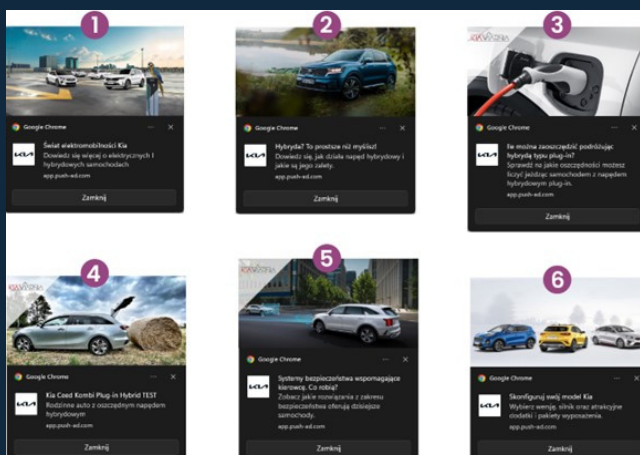 1
Google Chrome
KIA
Świat elektromobilności Kia
Dowiedz się więcej o elektrycznych i
hybrydowych samochodach
app.push-ad.com
Zamknij
2
Google Chrome
KIA
Hybryda? To prostsze niż myślisz!
Dowiedz się, jak działa napęd hybrydowy i
jakie są jego zalety.
app.push-ad.com
Zamknij
3
Google Chrome
KIA
Ile można zaoszczędzić podróżując
hybrydą typu plug-in?
Sprawdź na jakie oszczędności możesz
liczyć jeżdżąc samochodem z napędem
hybrydowym plug-in.
app.push-ad.com
Zamknij
4
Google Chrome
KIA
Kia Ceed Kombi Plug-in Hybrid TEST
Rodzinne auto z oszczędnym napędem
hybrydowym
app.push-ad.com
Zamknij
5
Google Chrome
KIA
Systemy bezpieczeństwa wspomagające
kierowcę. Co robią?
Zobacz jakie rozwiązania z zakresu
bezpieczeństwa oferują dzisiejsze
samochody.
app.push-ad.com
Zamknij
6
Google Chrome
KIA
Skonfiguruj swój model Kia
Wybierz wersję, silnik oraz atrakcyjne
dodatki i pakiety wyposażenia.
app.push-ad.com
Zamknij